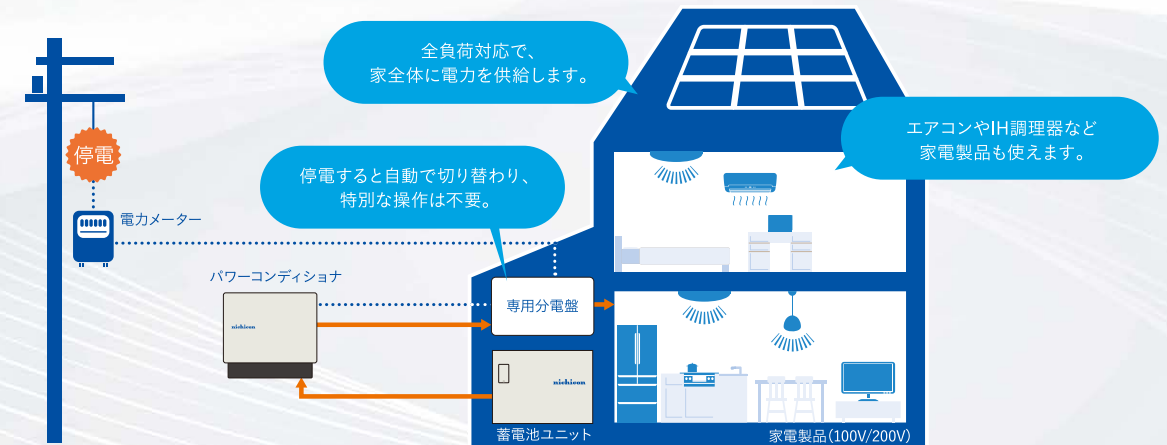 全負荷対応で、
家全体に電力を供給します。
エアコンやIH調理器など
家電製品も使えます。
停電
停電すると自動で切り替わり、
特別な操作は不要。
電力メーター
パワーコンディショナ
nichicon
専用分電盤
nichicon
蓄電池ユニット
家電製品(100V/200V)